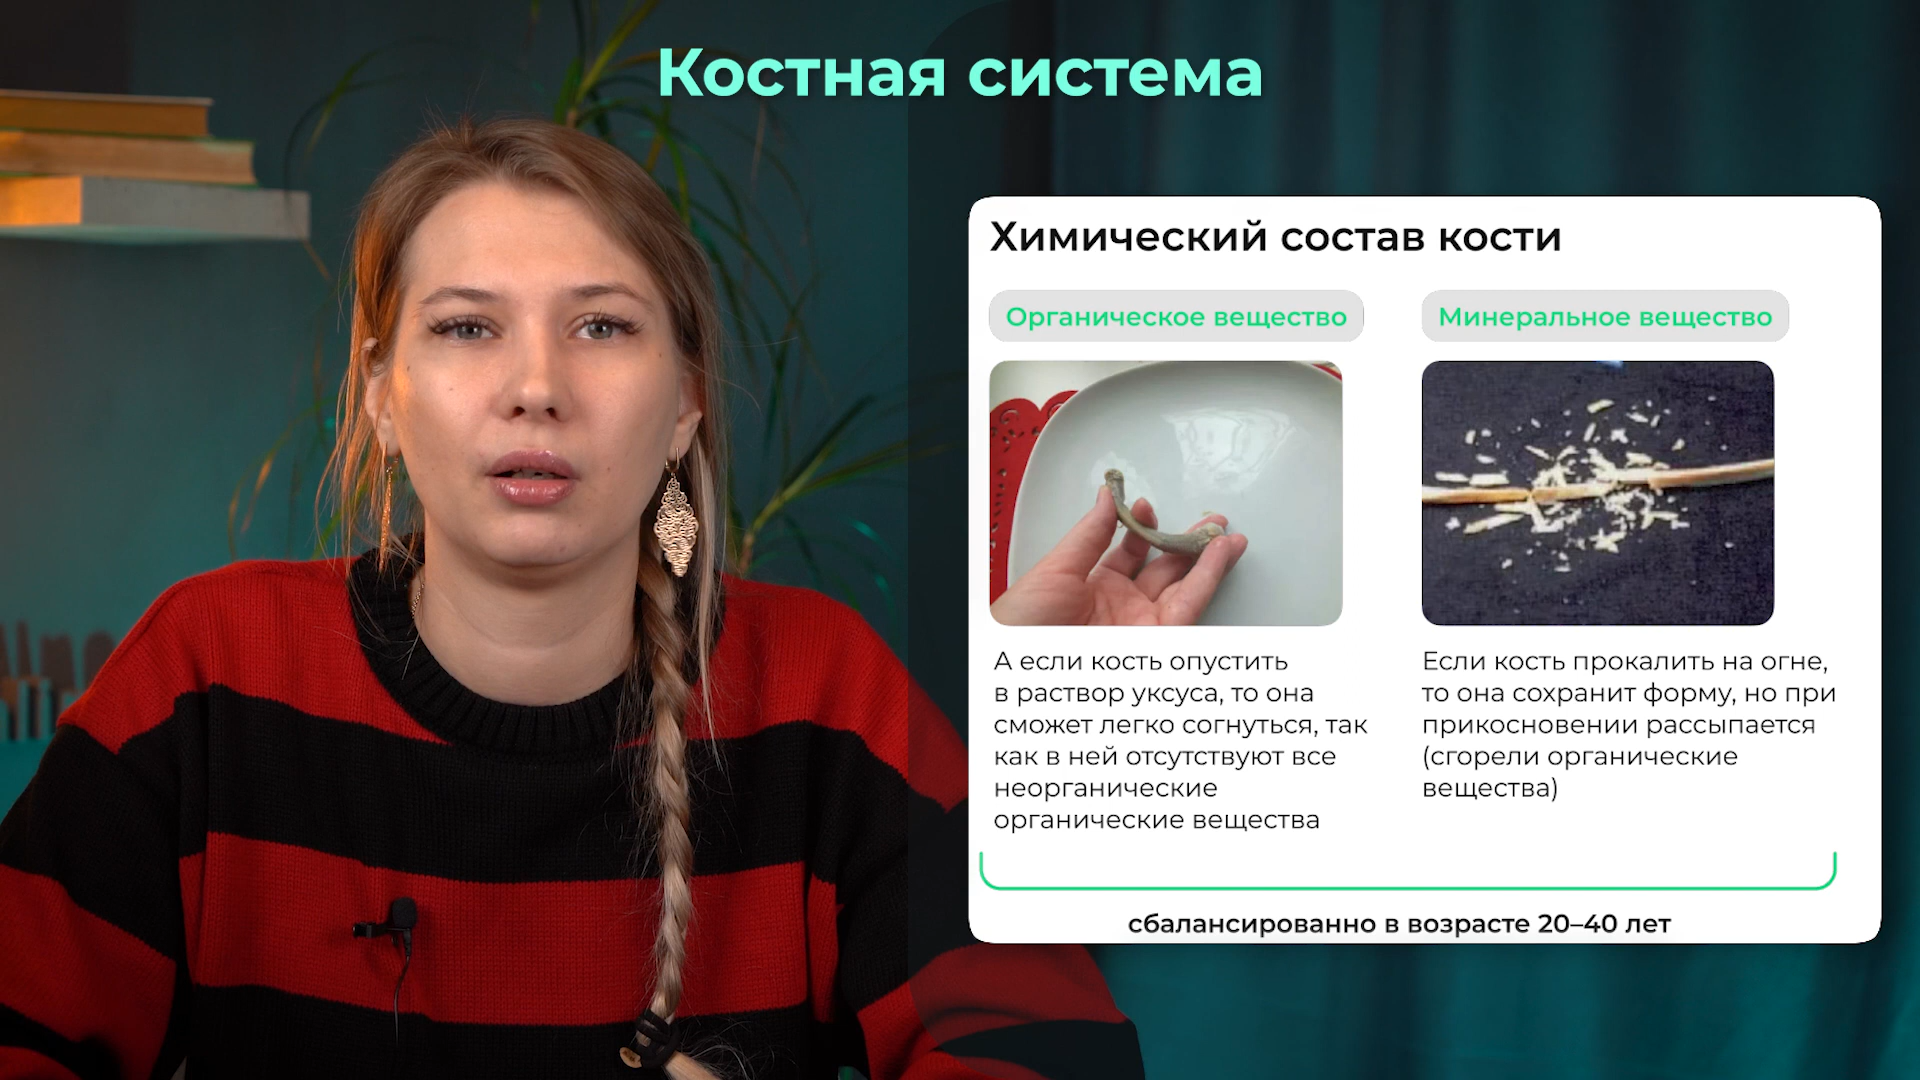 Костная система
Химический состав кости
Органическое вещество
А если кость опустить
в раствор уксуса, то она
сможет легко согнуться, так
как в ней отсутствуют все
неорганические
органические вещества
Минеральное вещество
Если кость прокалить на огне,
то она сохранит форму, но при
прикосновении рассыпается
(сгорели органические
вещества)
сбалансированно в возрасте 20–40 лет